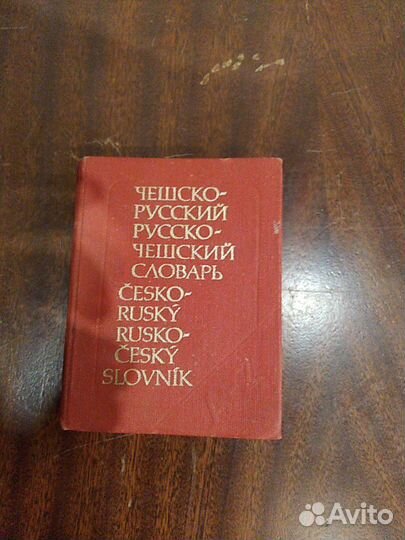 ЧЕШСКО-
РУССКИЙ
РУССКО-
ЧЕШСКИЙ
СЛОВАРЬ
ČESKO-
RUSKÝ
RUSKO-
ČESKÝ
SLOVNÍK
Avito